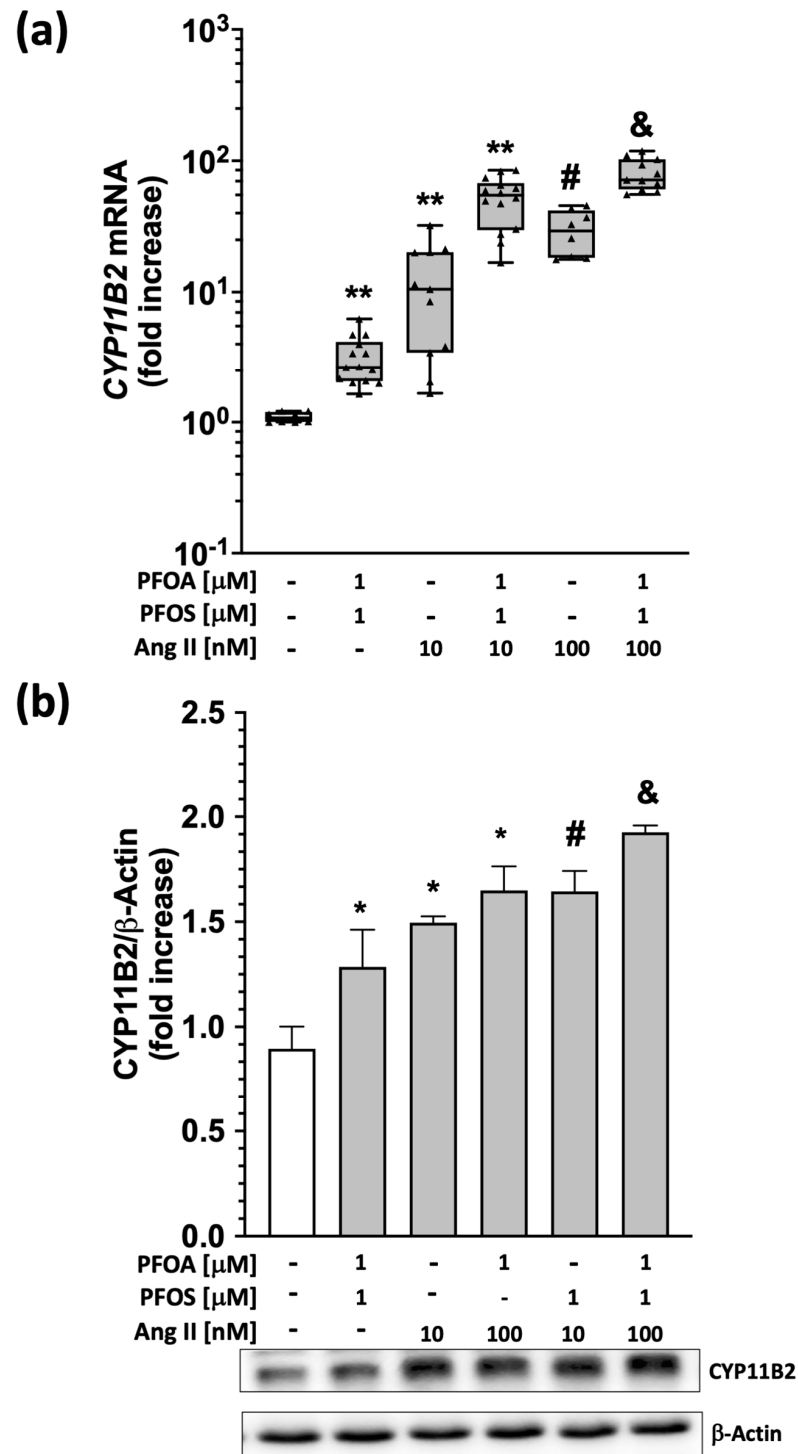 (a)
CYP11B2 mRNA
(fold increase)
10³
10²
10¹
10⁰
10⁻¹
** ** ** # &
PFOA [μM] - 1 - 1 - 1
PFOS [μM] - 1 - 1 - 1
Ang II [nM] - - 10 10 100 100
(b)
CYP11B2/β-Actin
(fold increase)
2.5
2.0
1.5
1.0
0.5
0.0
* * * # &
PFOA [μM] - 1 - 1 - 1
PFOS [μM] - 1 - - 1 1
Ang II [nM] - - 10 100 10 100
CYP11B2
β-Actin